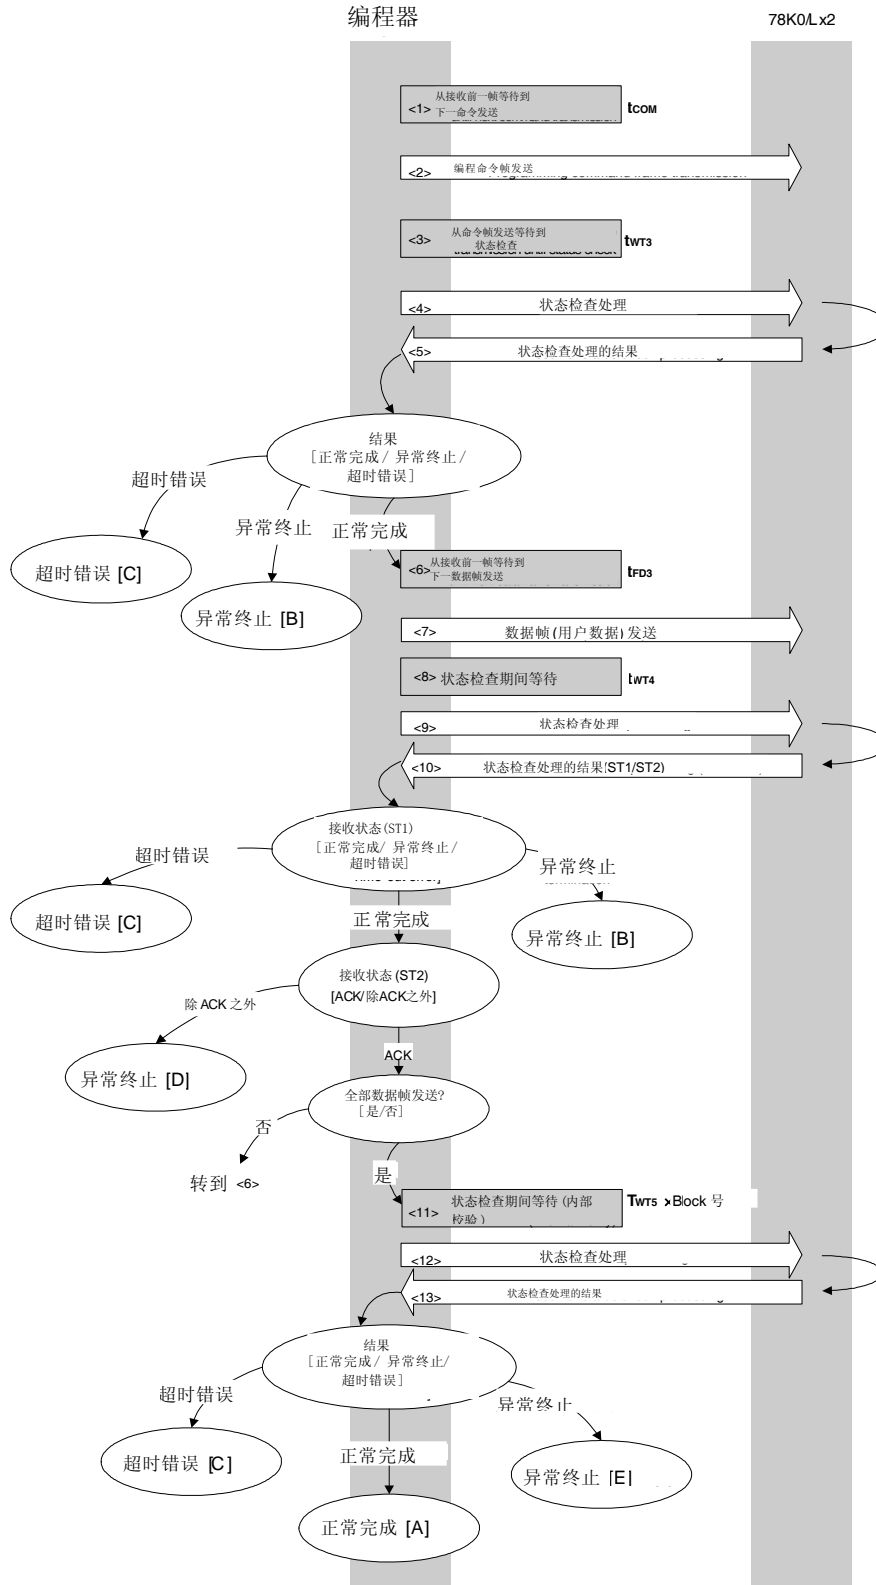 编程器
78K0/Lx2
<1> 从接收前一帧等待到
下一命令发送
tCOM
<2> 编程命令帧发送
<3> 从命令帧发送等待到
状态检查
tWT3
<4> 状态检查处理
<5> 状态检查处理的结果
结果
[正常完成/ 异常终止/
超时错误]
超时错误
异常终止
正常完成
超时错误 [C]
异常终止 [B]
<6> 从接收前一帧等待到
下一数据帧发送
tFD3
<7> 数据帧(用户数据)发送
<8> 状态检查期间等待
tWT4
<9> 状态检查处理
<10> 状态检查处理的结果(ST1/ST2)
接收状态(ST1)
[正常完成/ 异常终止/
超时错误]
超时错误
异常终止
超时错误 [C]
正常完成
异常终止 [B]
接收状态(ST2)
[ACK/除ACK之外]
除 ACK 之外
ACK
异常终止 [D]
全部数据帧发送?
[是/否]
否
是
转到 <6>
<11> 状态检查期间等待(内部
校验)
TWT5 ×Block 号
<12> 状态检查处理
<13> 状态检查处理的结果
结果
[正常完成/ 异常终止/
超时错误]
超时错误
异常终止
正常完成
超时错误 [C]
异常终止 [E]
正常完成 [A]